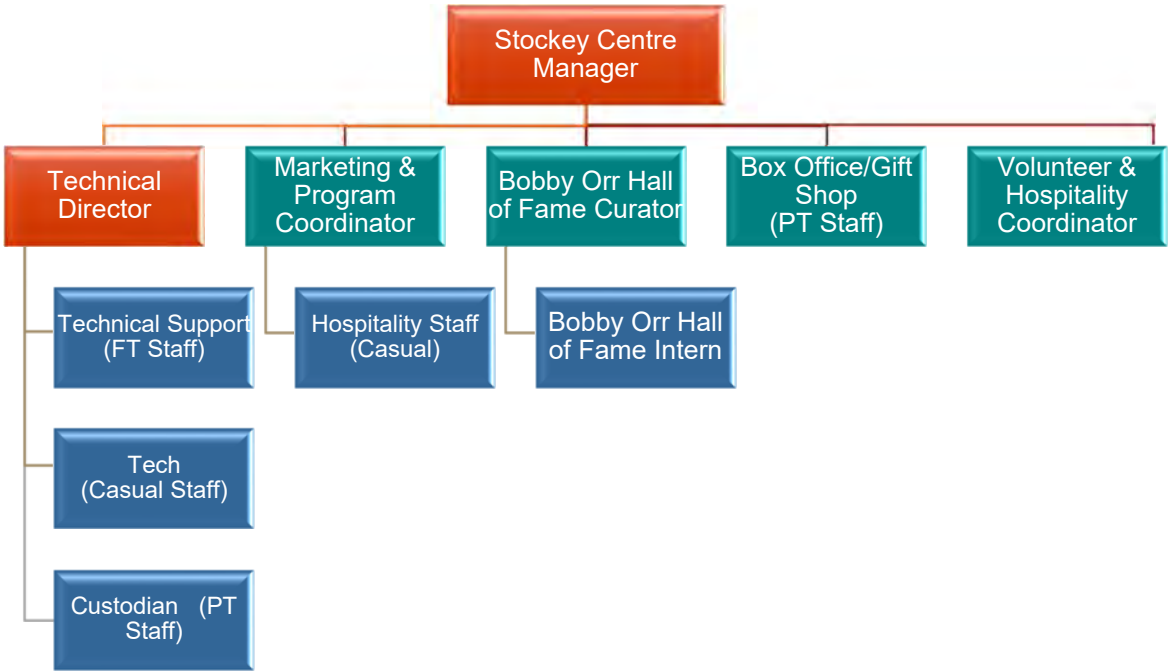 Stockey Centre
Manager
Technical
Director
Marketing &
Program
Coordinator
Bobby Orr Hall
of Fame Curator
Box Office/Gift
Shop
(PT Staff)
Volunteer &
Hospitality
Coordinator
Technical Support
(FT Staff)
Hospitality Staff
(Casual)
Bobby Orr Hall
of Fame Intern
Tech
(Casual Staff)
Custodian (PT
Staff)